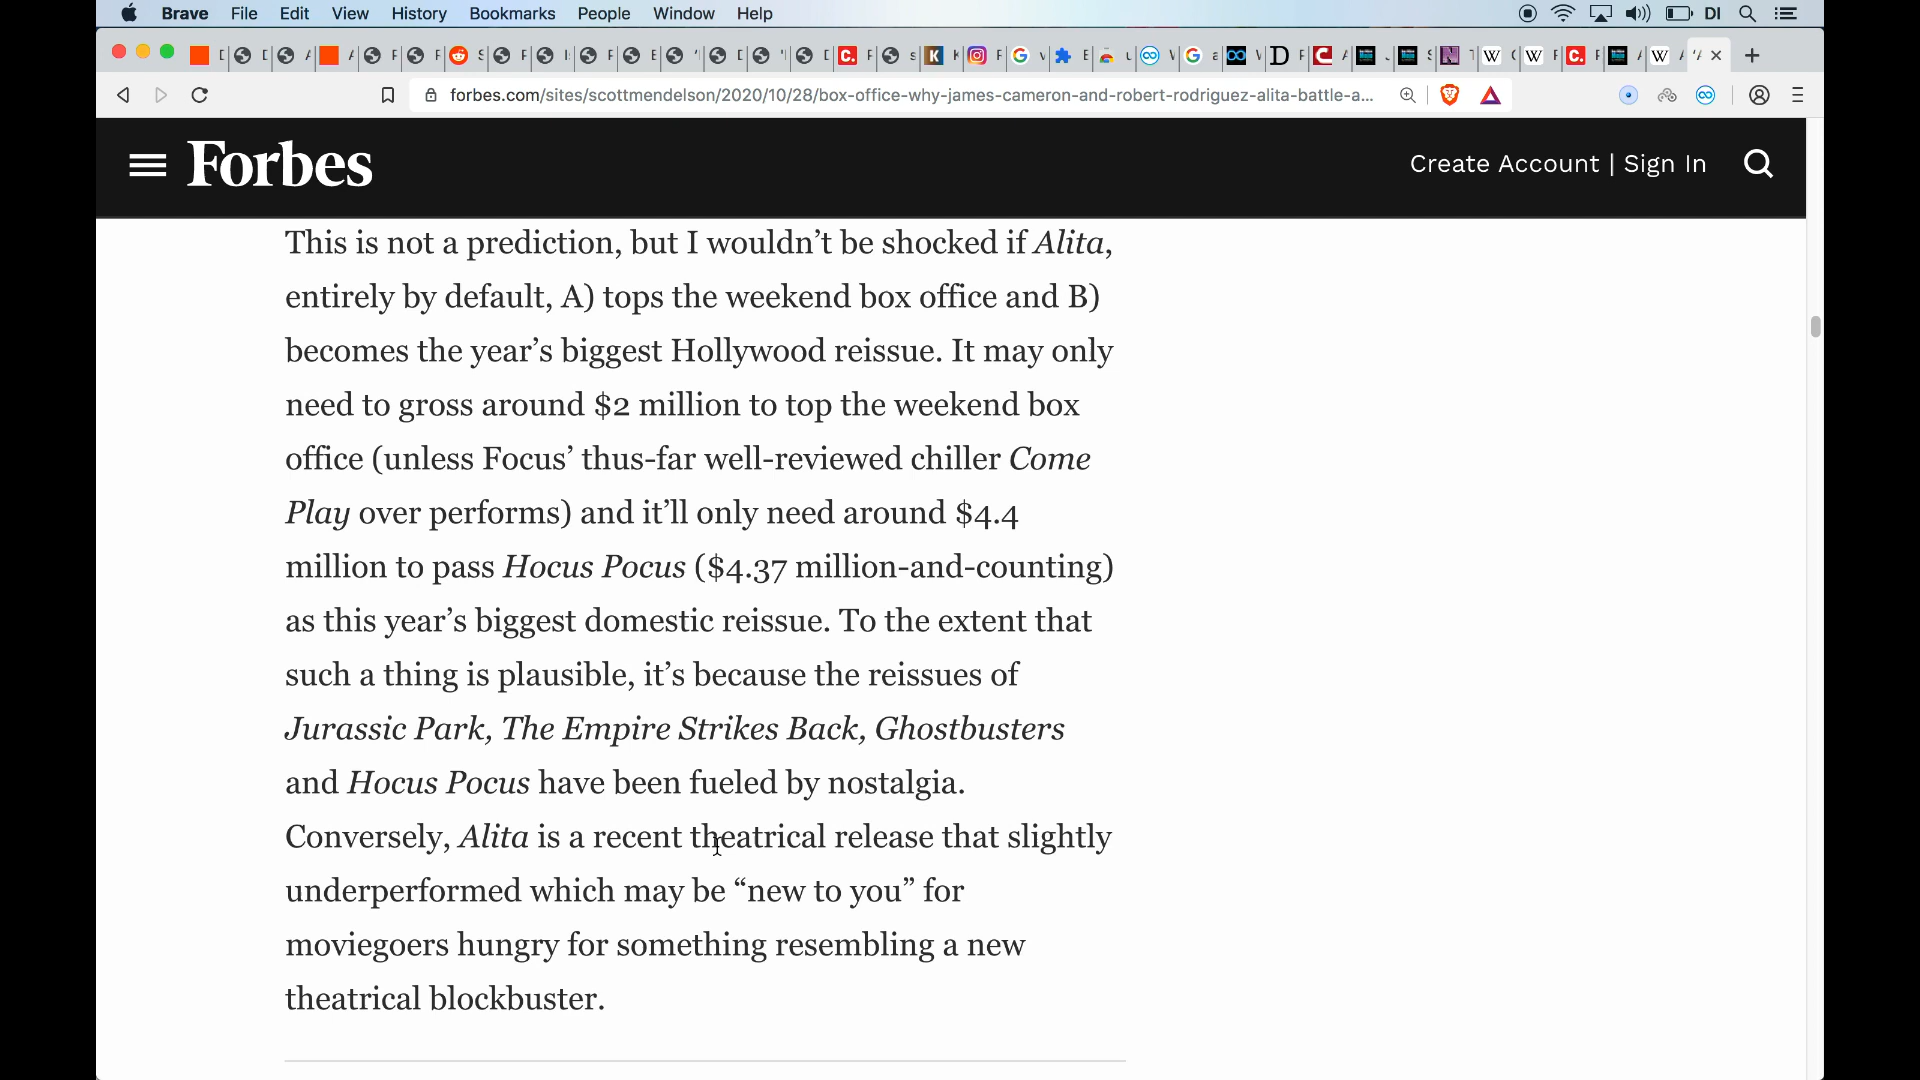 Brave File Edit View History Bookmarks People Window Help DI
forbes.com/sites/scottmendelson/2020/10/28/box-office-why-james-cameron-and-robert-rodriguez-alita-battle-a...
Forbes
Create Account | Sign In
This is not a prediction, but I wouldn’t be shocked if Alita,
entirely by default, A) tops the weekend box office and B)
becomes the year’s biggest Hollywood reissue. It may only
need to gross around $2 million to top the weekend box
office (unless Focus’ thus-far well-reviewed chiller Come
Play over performs) and it’ll only need around $4.4
million to pass Hocus Pocus ($4.37 million-and-counting)
as this year’s biggest domestic reissue. To the extent that
such a thing is plausible, it’s because the reissues of
Jurassic Park, The Empire Strikes Back, Ghostbusters
and Hocus Pocus have been fueled by nostalgia.
Conversely, Alita is a recent theatrical release that slightly
underperformed which may be “new to you” for
moviegoers hungry for something resembling a new
theatrical blockbuster.